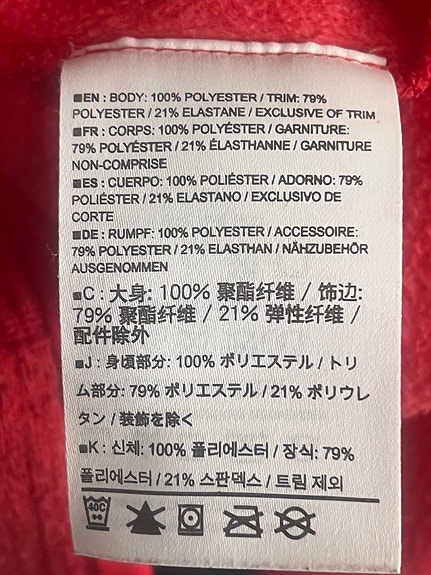 ■EN : BODY: 100% POLYESTER / TRIM: 79%
POLYESTER / 21% ELASTANE / EXCLUSIVE OF TRIM
■FR : CORPS: 100% POLYÉSTER / GARNITURE:
79% POLYÉSTER / 21% ÉLASTHANNE / GARNITURE
NON-COMPRISE
■ES : CUERPO: 100% POLIÉSTER / ADORNO: 79%
POLIÉSTER / 21% ELASTANO / EXCLUSIVO DE
CORTE
■DE : RUMPF: 100% POLYESTER / ACCESSOIRE:
79% POLYESTER / 21% ELASTHAN / NÄHZUBEHÖR
AUSGENOMMEN
■C : 大身: 100% 聚酯纤维 / 饰边:
79% 聚酯纤维 / 21% 弹性纤维 /
配件除外
■J : 身頃部分: 100% ポリエステル / トリ
ム部分: 79% ポリエステル / 21% ポリウレ
タン / 装飾を除く
■K : 신체: 100% 폴리에스터 / 장식: 79%
폴리에스터 / 21% 스판덱스 / 트림 제외
40C